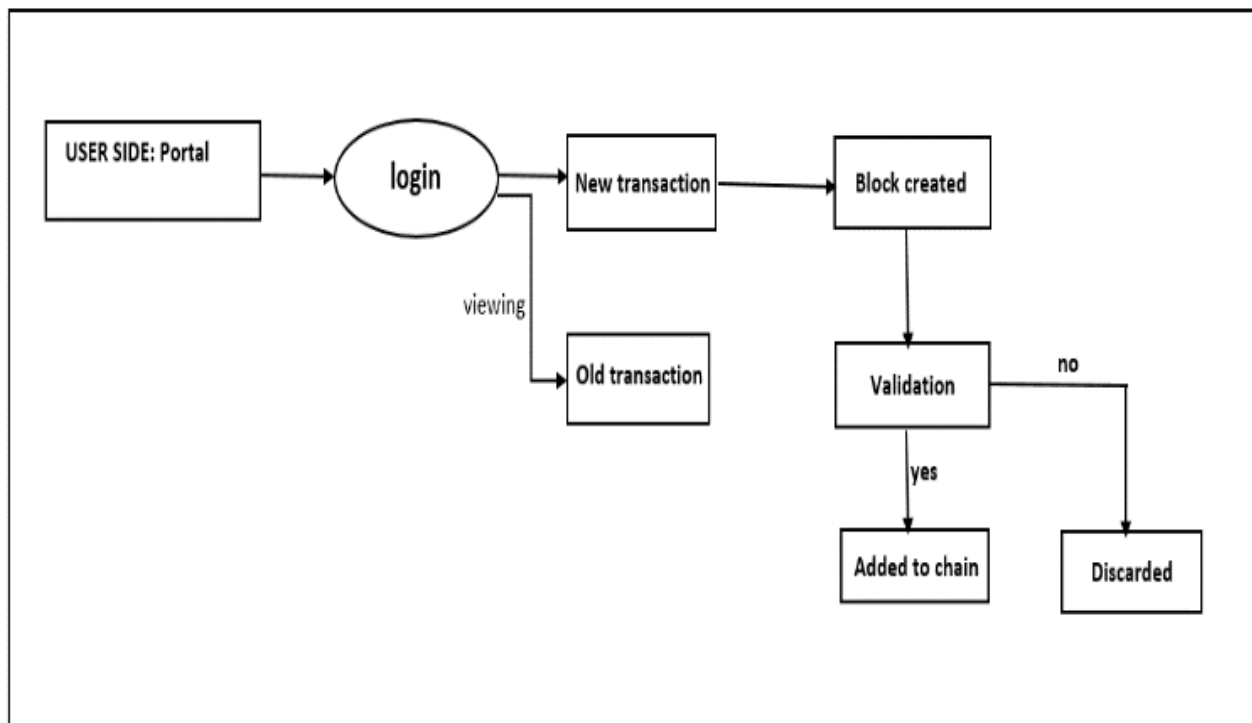 USER SIDE: Portal
login
New transaction
Block created
viewing
Old transaction
Validation
no
yes
Added to chain
Discarded